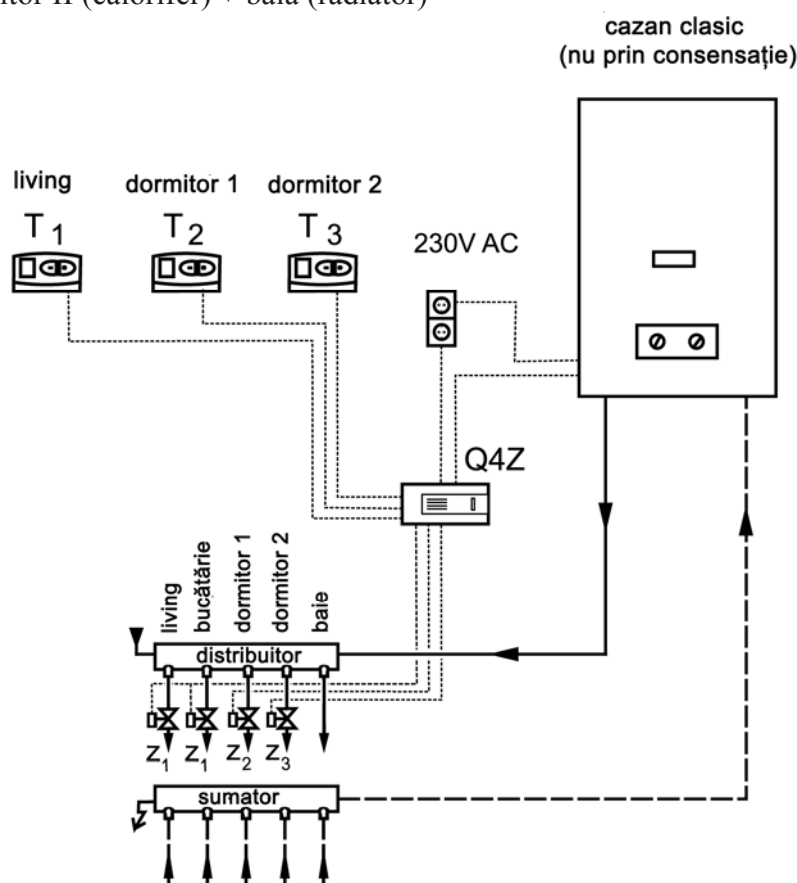 cazan clasic
(nu prin consensație)
living
dormitor 1
dormitor 2
T1
T2
T3
230V AC
Q4Z
living
bucătărie
dormitor 1
dormitor 2
baie
distribuitor
z1
z1
z2
z3
sumator